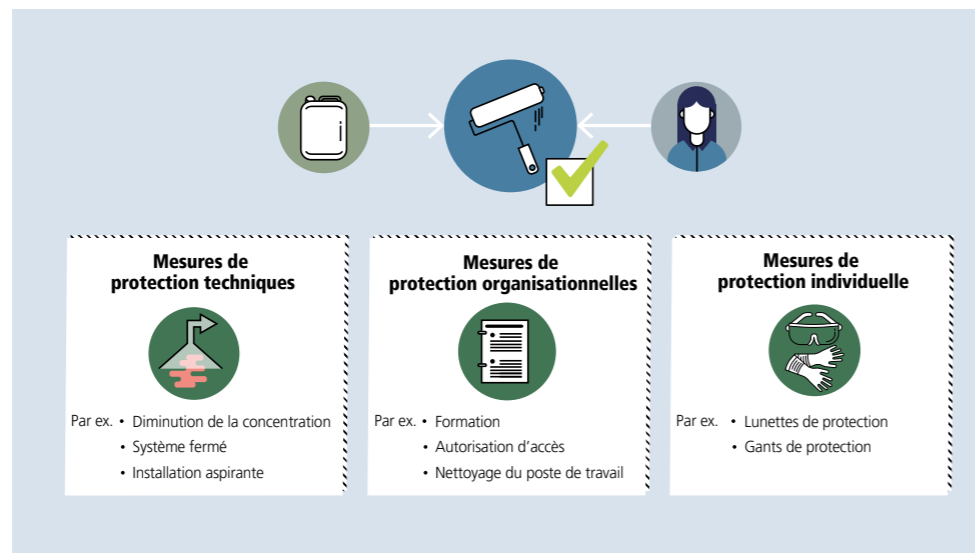 Mesures de
protection techniques
Par ex. • Diminution de la concentration
• Système fermé
• Installation aspirante
Mesures de
protection organisationnelles
Par ex. • Formation
• Autorisation d’accès
• Nettoyage du poste de travail
Mesures de
protection individuelle
Par ex. • Lunettes de protection
• Gants de protection